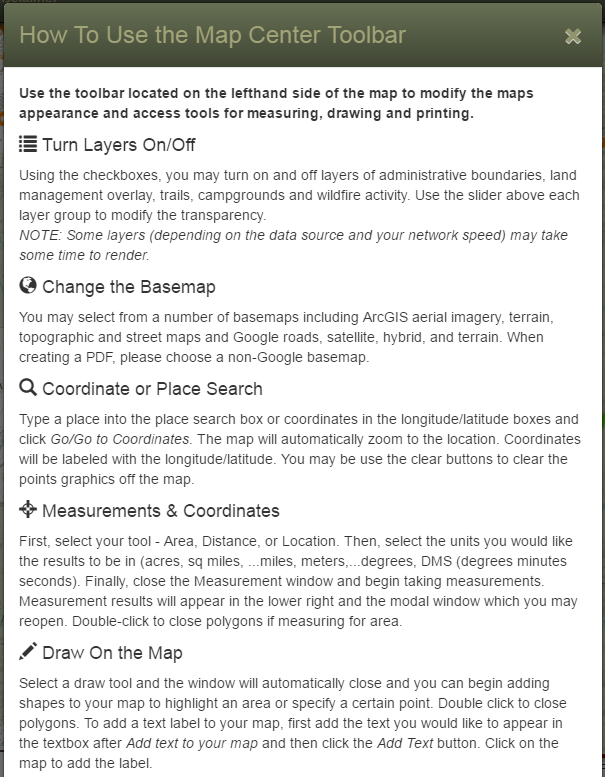 How To Use the Map Center Toolbar
Use the toolbar located on the lefthand side of the map to modify the maps
appearance and access tools for measuring, drawing and printing.
Turn Layers On/Off
Using the checkboxes, you may turn on and off layers of administrative boundaries, land
management overlay, trails, campgrounds and wildfire activity. Use the slider above each
layer group to modify the transparency.
NOTE: Some layers (depending on the data source and your network speed) may take
some time to render.
Change the Basemap
You may select from a number of basemaps including ArcGIS aerial imagery, terrain,
topographic and street maps and Google roads, satellite, hybrid, and terrain. When
creating a PDF, please choose a non-Google basemap.
Coordinate or Place Search
Type a place into the place search box or coordinates in the longitude/latitude boxes and
click Go/Go to Coordinates. The map will automatically zoom to the location. Coordinates
will be labeled with the longitude/latitude. You may be use the clear buttons to clear the
points graphics off the map.
Measurements & Coordinates
First, select your tool - Area, Distance, or Location. Then, select the units you would like
the results to be in (acres, sq miles, ...miles, meters,...degrees, DMS (degrees minutes
seconds). Finally, close the Measurement window and begin taking measurements.
Measurement results will appear in the lower right and the modal window which you may
reopen. Double-click to close polygons if measuring for area.
Draw On the Map
Select a draw tool and the window will automatically close and you can begin adding
shapes to your map to highlight an area or specify a certain point. Double click to close
polygons. To add a text label to your map, first add the text you would like to appear in
the textbox after Add text to your map and then click the Add Text button. Click on the
map to add the label.